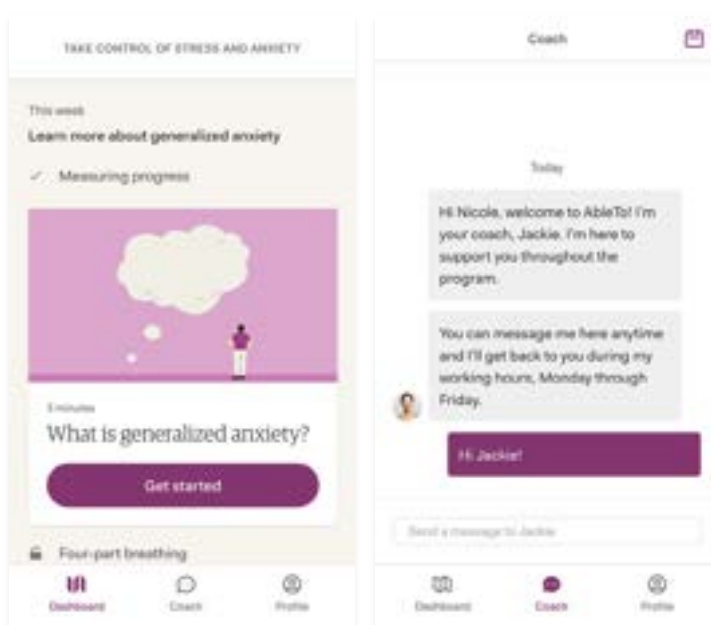 TAKE CONTROL OF STRESS AND ANXIETY
This week
Learn more about generalized anxiety
Measuring progress
5 minutes
What is generalized anxiety?
Get started
Four-part breathing
Dashboard
Coach
Profile
Coach
Today
Hi Nicole, welcome to AbleTo! I'm
your coach, Jackie. I'm here to
support you throughout the
program.
You can message me here anytime
and I'll get back to you during my
working hours, Monday through
Friday.
Hi Jackie!
Send a message to Jackie
Dashboard
Coach
Profile